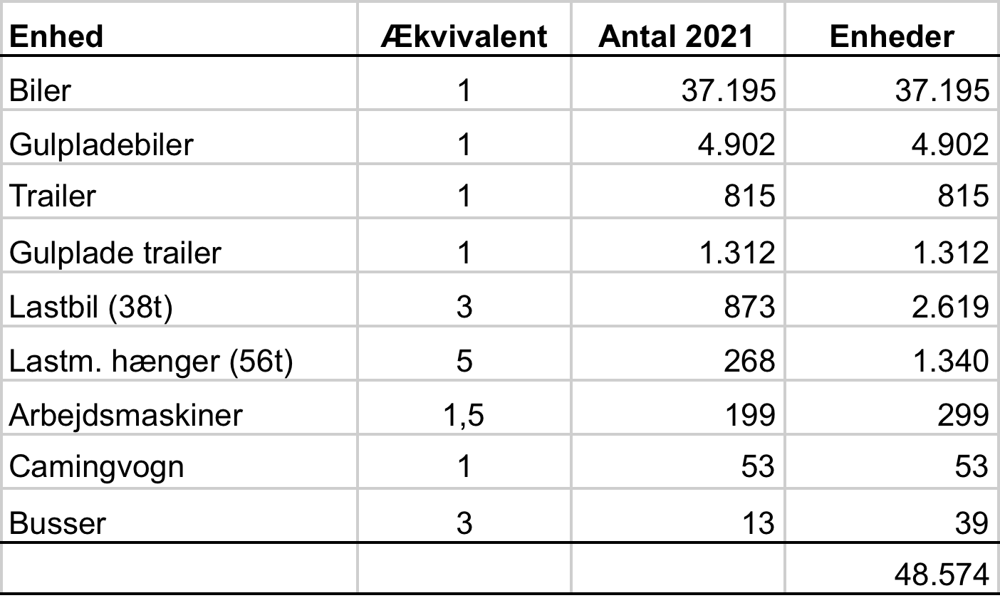 Enhed Ækvivalent Antal 2021 Enheder
Biler 1 37.195 37.195
Gulpladebiler 1 4.902 4.902
Trailer 1 815 815
Gulplade trailer 1 1.312 1.312
Lastbil (38t) 3 873 2.619
Lastm. hænger (56t) 5 268 1.340
Arbejdsmaskiner 1,5 199 299
Camingvogn 1 53 53
Busser 3 13 39
48.574